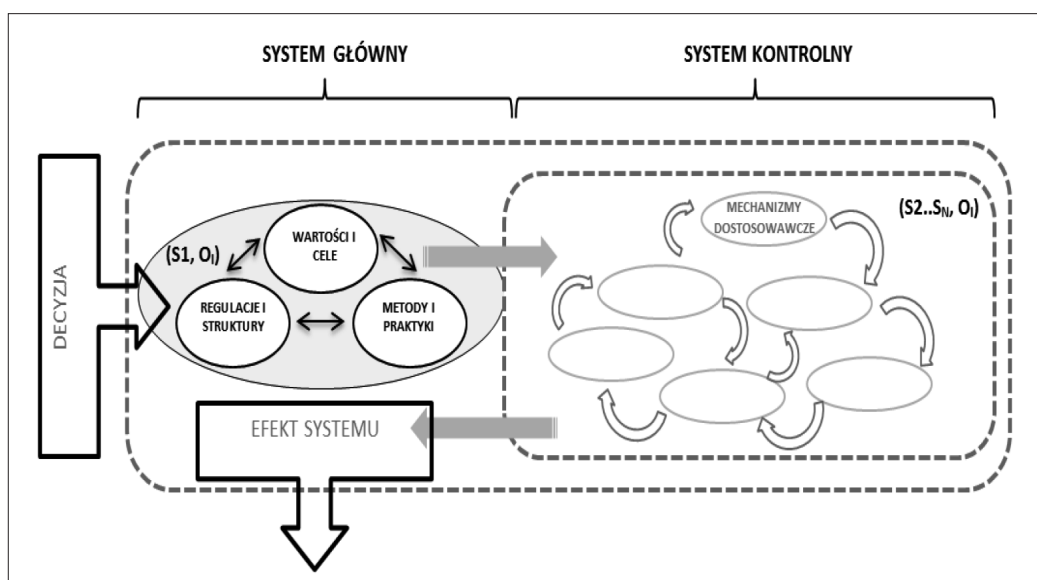 SYSTEM GŁÓWNY
SYSTEM KONTROLNY
DECYZJA
(S1, Oᵢ)
WARTOŚCI I
CELE
REGULACJE I
STRUKTURY
METODY I
PRAKTYKI
MECHANIZMY
DOSTOSOWAWCZE
(S2..S_N, Oᵢ)
EFEKT SYSTEMU